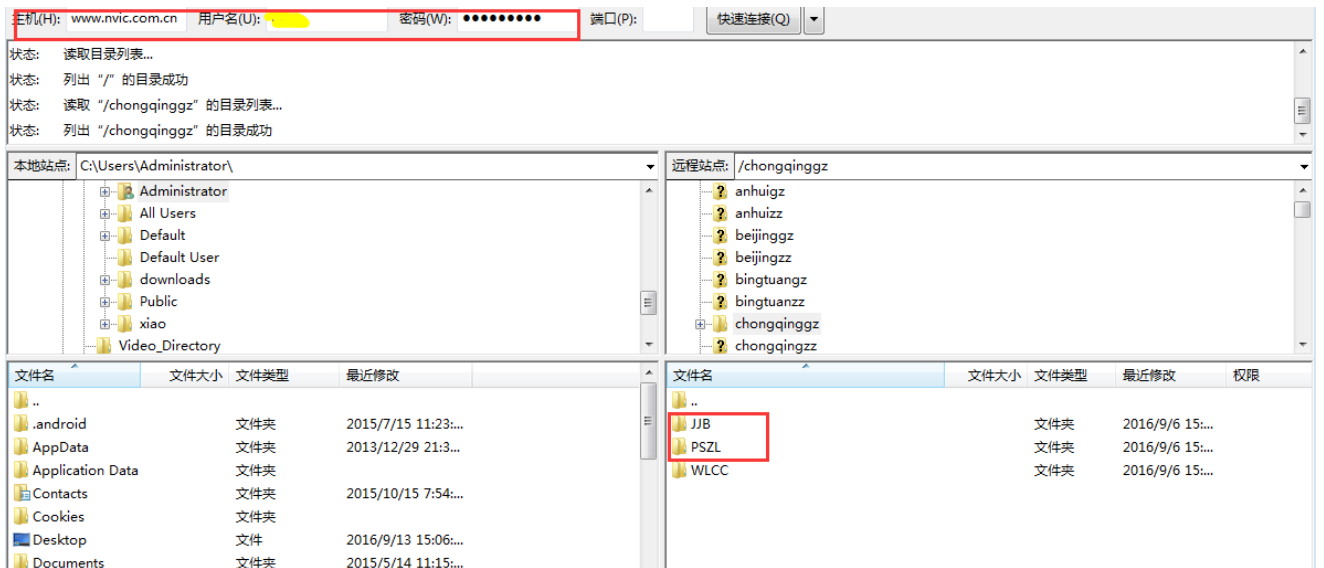 主机(H): www.nvic.com.cn 用户名(U): 密码(W): ●●●●●●●●● 端口(P): 快速连接(Q)
状态: 读取目录列表...
状态: 列出 "/" 的目录成功
状态: 读取 "/chongqinggz" 的目录列表...
状态: 列出 "/chongqinggz" 的目录成功
本地站点: C:\Users\Administrator\
Administrator
All Users
Default
Default User
downloads
Public
xiao
Video_Directory
远程站点: /chongqinggz
anhuigz
anhuizz
beijinggz
beijingzz
bingtuangz
bingtuanzz
chongqinggz
chongqingzz
文件名 文件大小 文件类型 最近修改
..
.android 文件夹 2015/7/15 11:23:...
AppData 文件夹 2013/12/29 21:3...
Application Data 文件夹
Contacts 文件夹 2015/10/15 7:54:...
Cookies 文件夹
Desktop 文件 2016/9/13 15:06:...
Documents 文件夹 2015/5/14 11:15:...
文件名 文件大小 文件类型 最近修改 权限
..
JJB 文件夹 2016/9/6 15:...
PSZL 文件夹 2016/9/6 15:...
WLCC 文件夹 2016/9/6 15:...